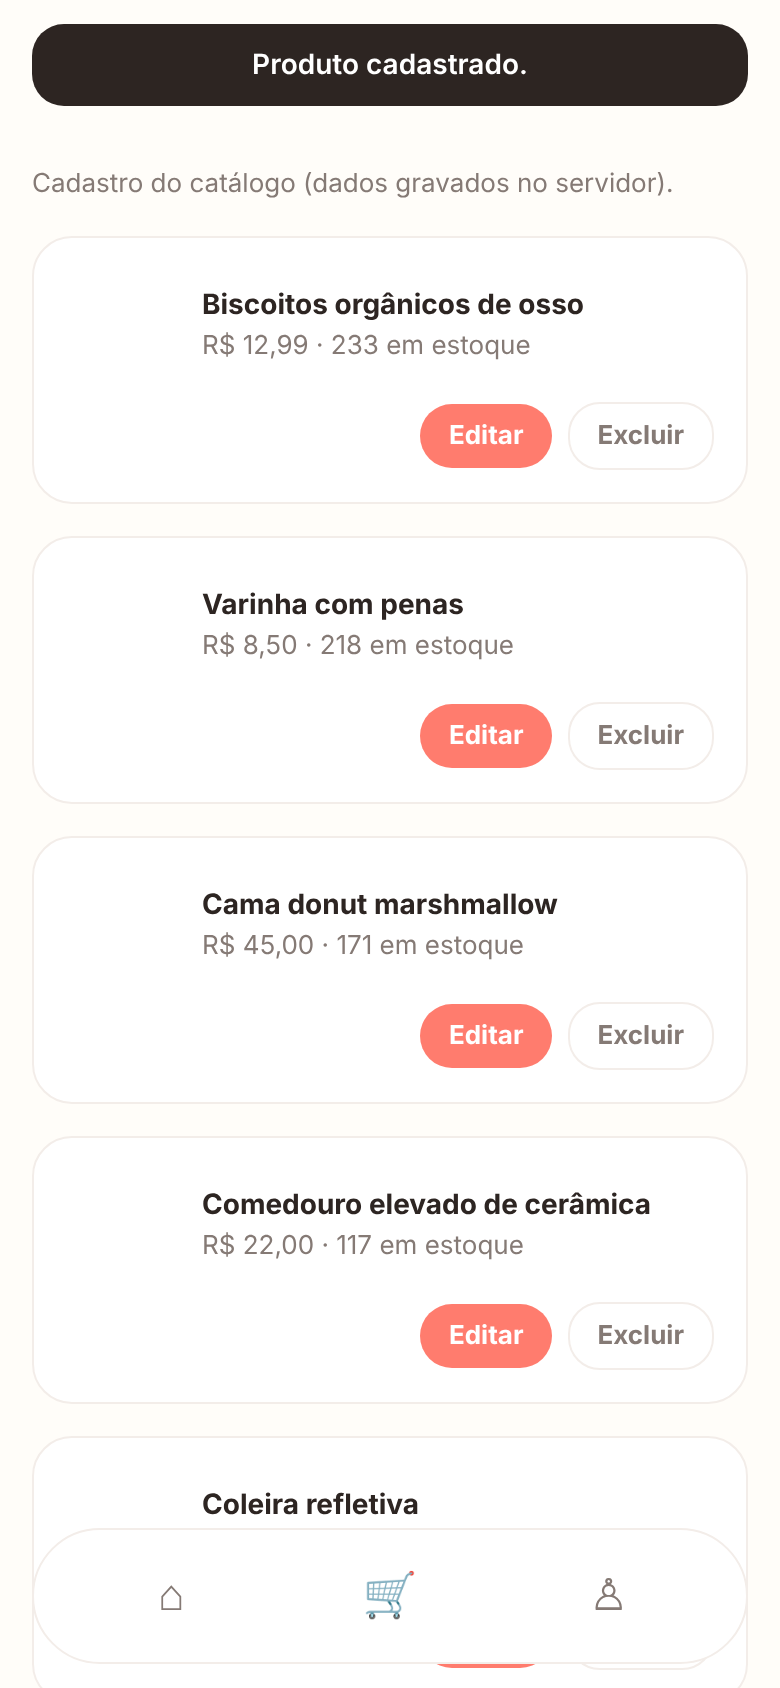 Produto cadastrado.
Cadastro do catálogo (dados gravados no servidor).
Biscoitos orgânicos de osso
R$ 12,99 · 233 em estoque
Editar Excluir
Varinha com penas
R$ 8,50 · 218 em estoque
Editar Excluir
Cama donut marshmallow
R$ 45,00 · 171 em estoque
Editar Excluir
Comedouro elevado de cerâmica
R$ 22,00 · 117 em estoque
Editar Excluir
Coleira refletiva